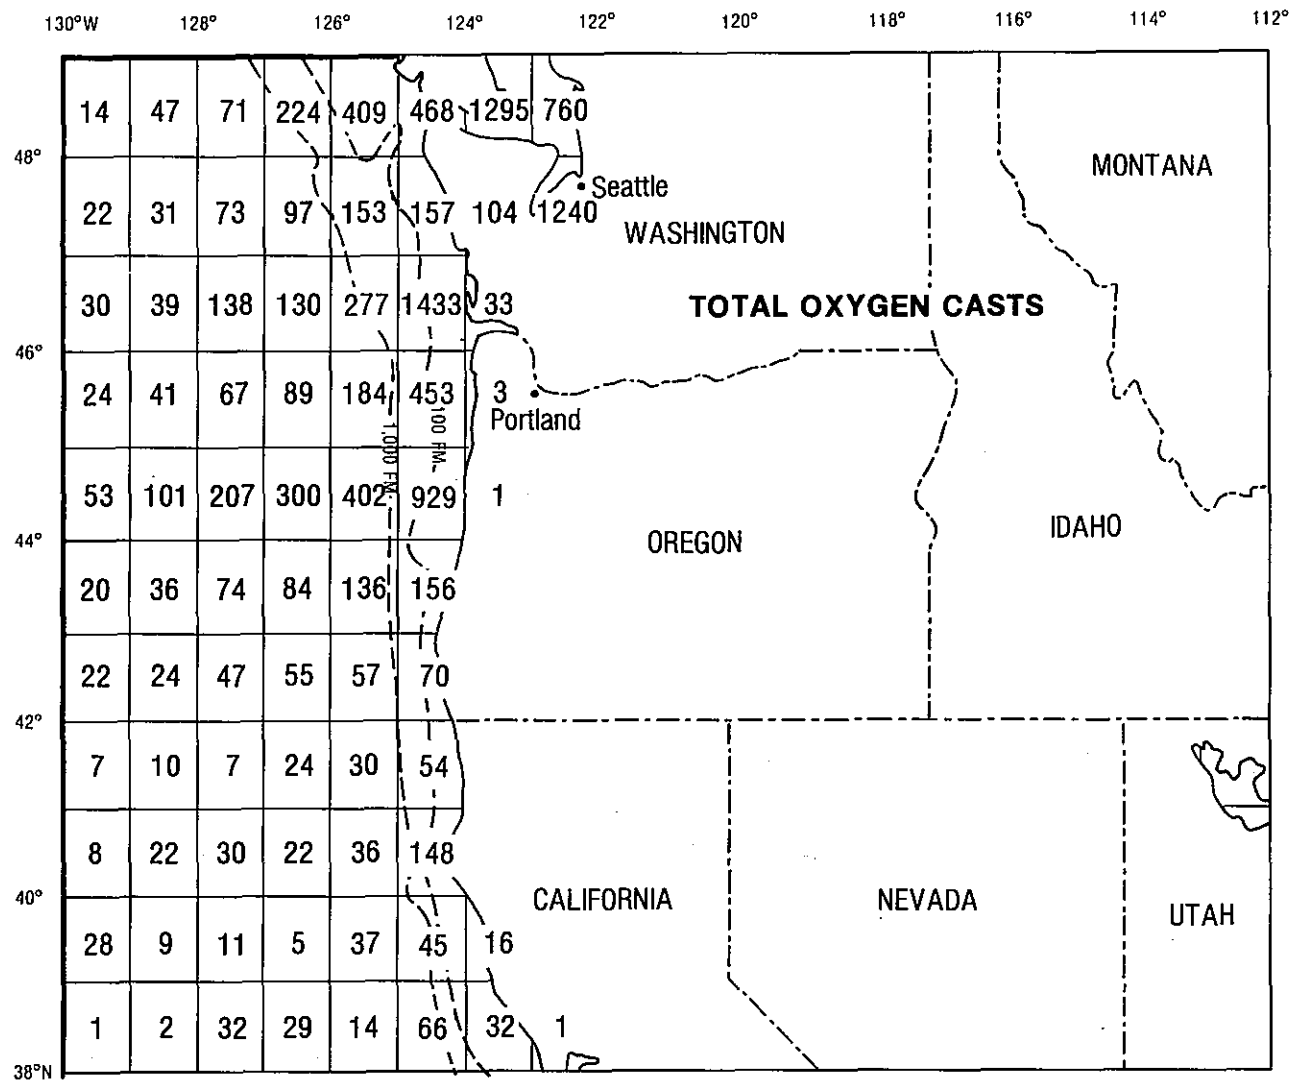 130°W 128° 126° 124° 122° 120° 118° 116° 114° 112°
14 47 71 224 409 468 1295 760
48°
MONTANA
Seattle
22 31 73 97 153 157 104 1240
WASHINGTON
30 39 138 130 277 1433 33
TOTAL OXYGEN CASTS
46°
24 41 67 89 184 453 3
Portland
1,000 FM.
100 FM.
53 101 207 300 402 929 1
OREGON
IDAHO
44°
20 36 74 84 136 156
22 24 47 55 57 70
42°
7 10 7 24 30 54
8 22 30 22 36 148
40°
CALIFORNIA
NEVADA
UTAH
28 9 11 5 37 45 16
1 2 32 29 14 66 32 1
38°N